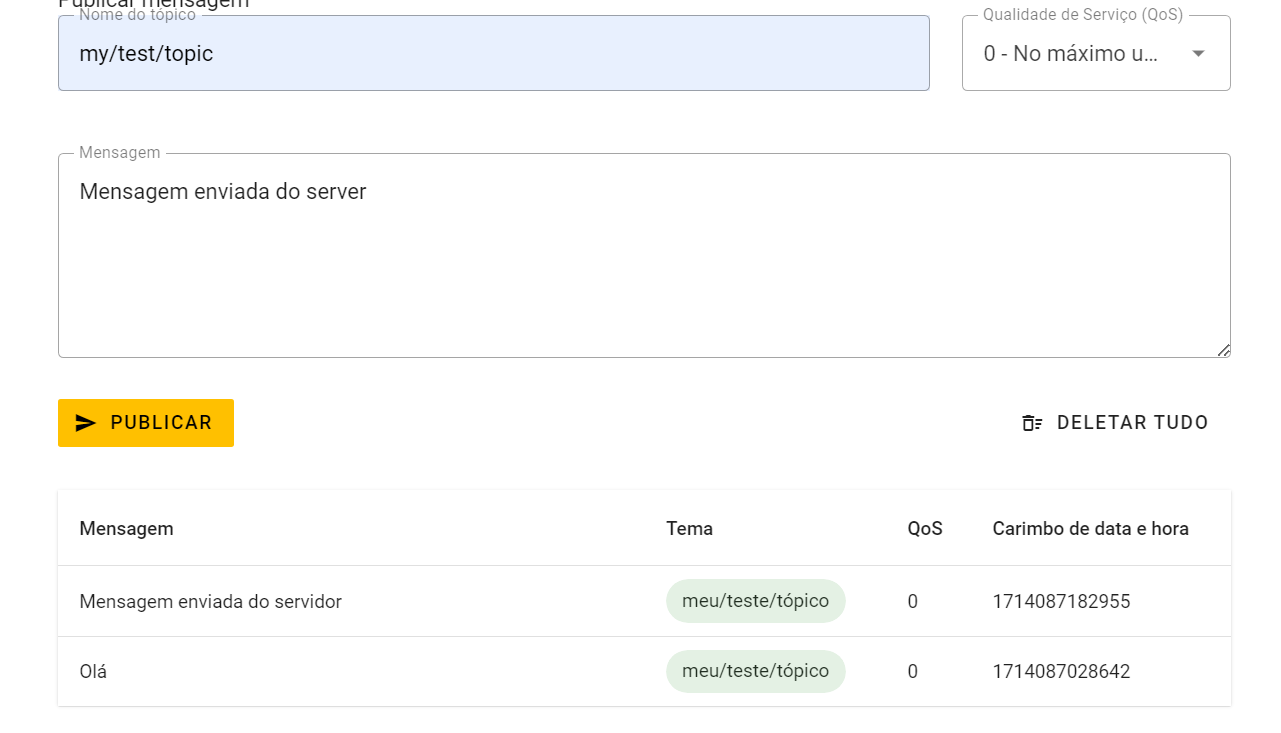 Publicar mensagem
Nome do tópico
Qualidade de Serviço (QoS)
my/test/topic
0 - No máximo u...
Mensagem
Mensagem enviada do server
PUBLICAR
DELETAR TUDO
Mensagem Tema QoS Carimbo de data e hora
Mensagem enviada do servidor meu/teste/tópico 0 1714087182955
Olá meu/teste/tópico 0 1714087028642